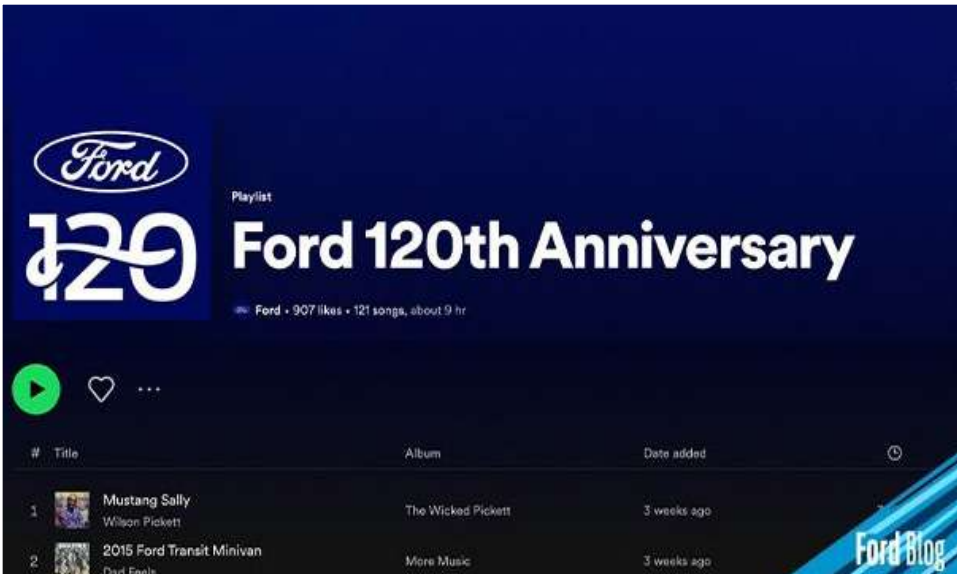 Ford
120
Playlist
Ford 120th Anniversary
Ford • 907 likes • 121 songs, about 9 hr
# Title Album Date added
1 Mustang Sally The Wicked Pickett 3 weeks ago
Wilson Pickett
2 2015 Ford Transit Minivan More Music 3 weeks ago
Dad Feels
Ford Blog